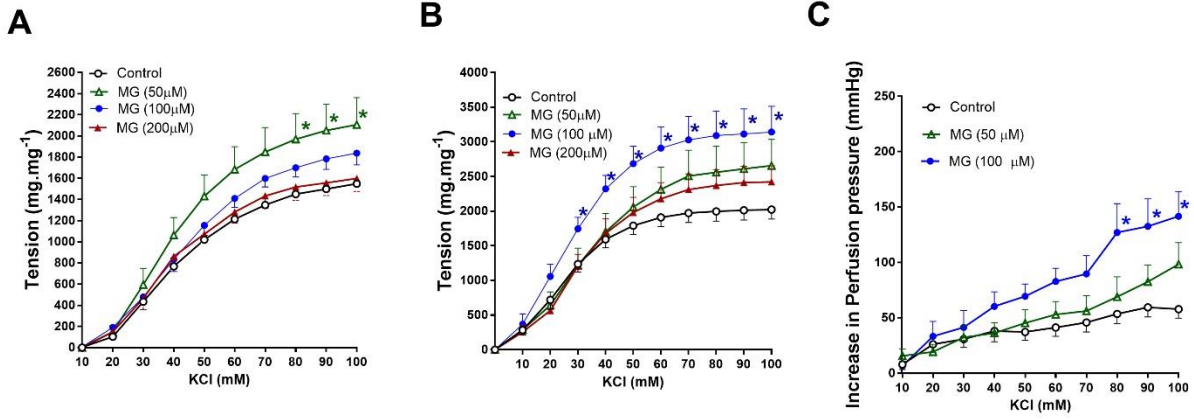 A
Tension (mg.mg-1)
2600
2400
2200
2000
1800
1600
1400
1200
1000
800
600
400
200
0
Control
MG (50μM)
MG (100μM)
MG (200μM)
* * *
10 20 30 40 50 60 70 80 90 100
KCl (mM)
B
Tension (mg.mg-1)
4000
3500
3000
2500
2000
1500
1000
500
0
Control
MG (50μM)
MG (100 μM)
MG (200μM)
* * * * * * * *
10 20 30 40 50 60 70 80 90 100
KCl (mM)
C
Increase in Perfusion pressure (mmHg)
250
200
150
100
50
0
Control
MG (50 μM)
MG (100 μM)
* * *
10 20 30 40 50 60 70 80 90 100
KCl (mM)